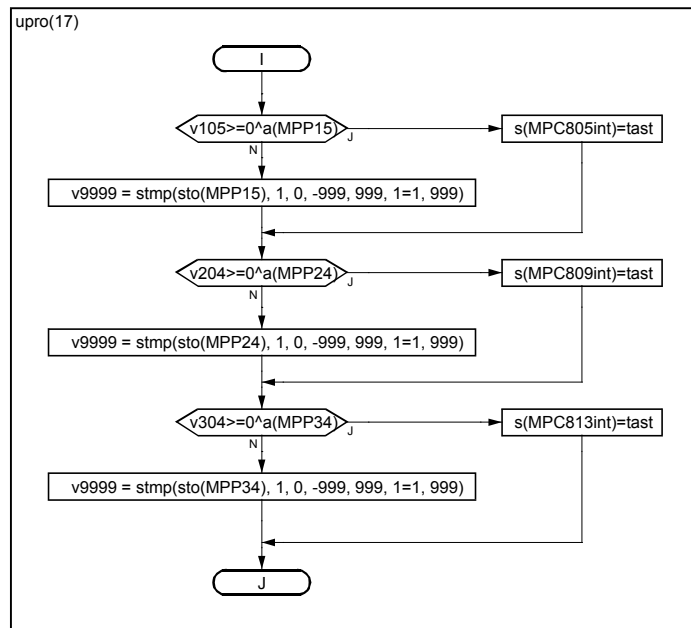 upro(17)
I
v105>=0^a(MPP15)
J
s(MPC805int)=tast
N
v9999 = stmp(sto(MPP15), 1, 0, -999, 999, 1=1, 999)
v204>=0^a(MPP24)
J
s(MPC809int)=tast
N
v9999 = stmp(sto(MPP24), 1, 0, -999, 999, 1=1, 999)
v304>=0^a(MPP34)
J
s(MPC813int)=tast
N
v9999 = stmp(sto(MPP34), 1, 0, -999, 999, 1=1, 999)
J